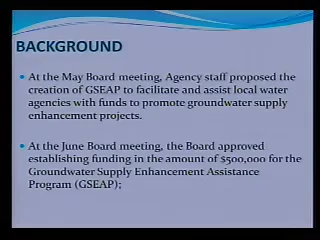 BACKGROUND
At the May Board meeting, Agency staff proposed the
creation of GSEAP to facilitate and assist local water
agencies with funds to promote groundwater supply
enhancement projects.
At the June Board meeting, the Board approved
establishing funding in the amount of $500,000 for the
Groundwater Supply Enhancement Assistance
Program (GSEAP);